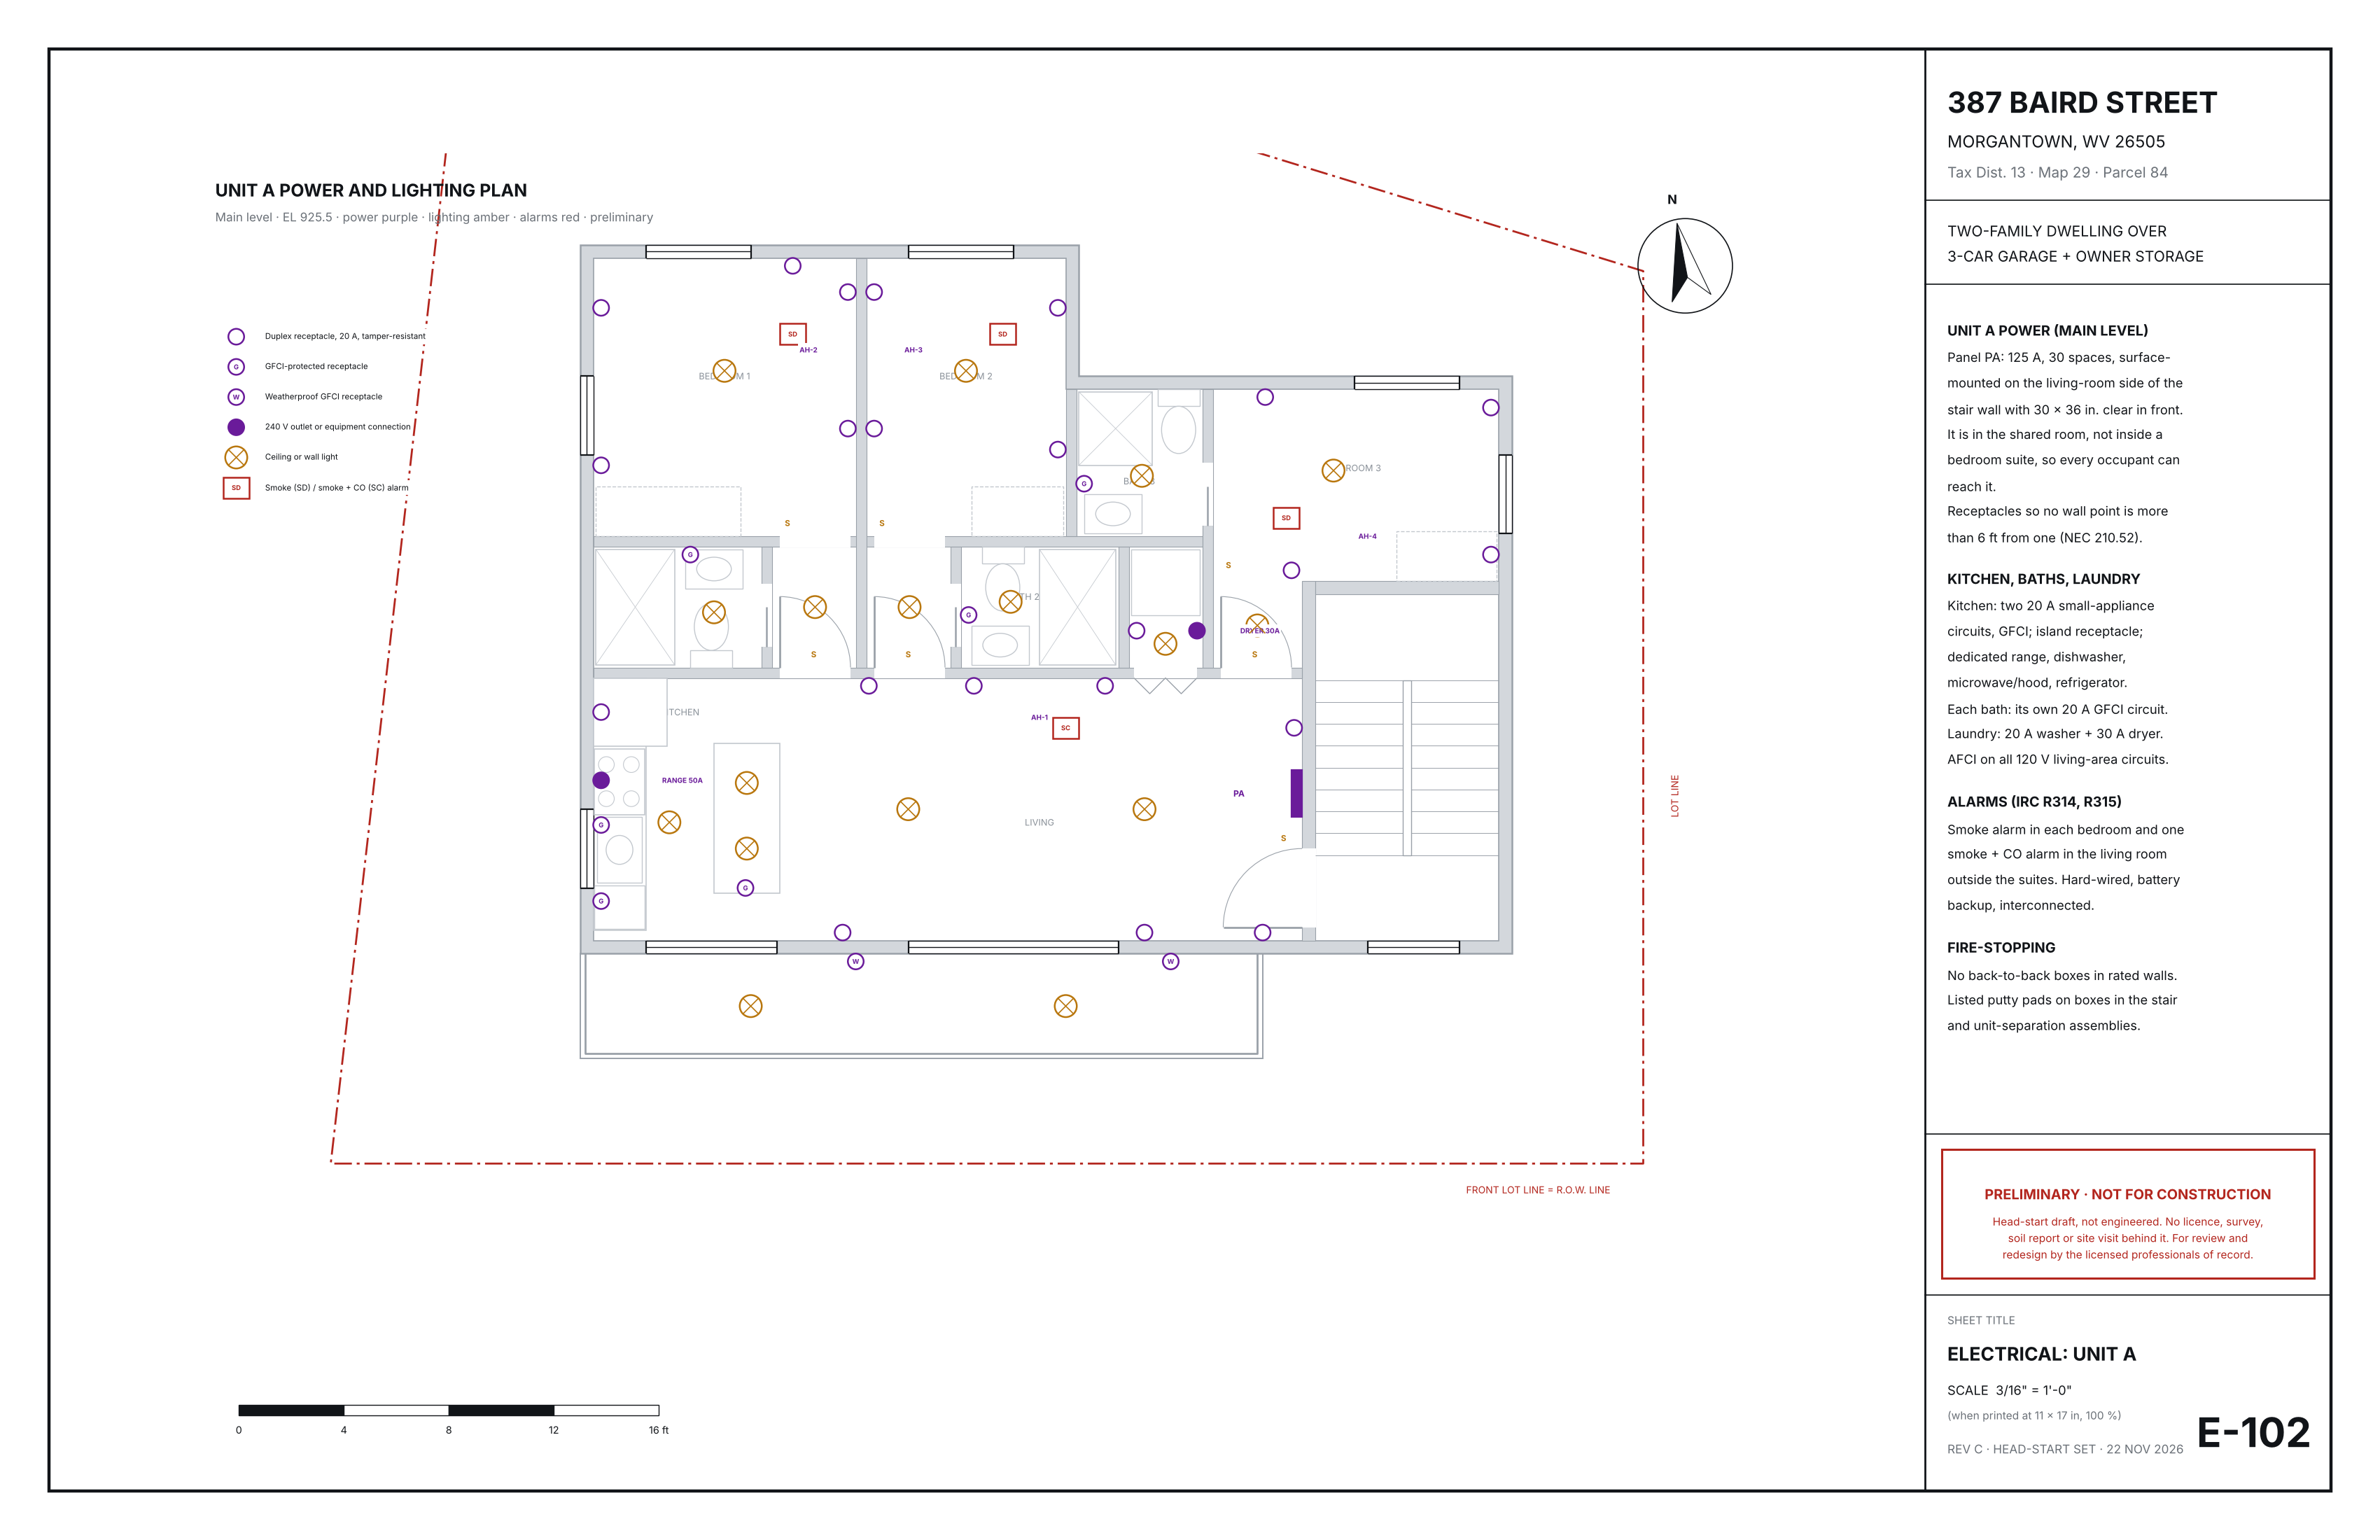 UNIT A POWER AND LIGHTING PLAN
Main level · EL 925.5 · power purple · lighting amber · alarms red · preliminary
N
Duplex receptacle, 20 A, tamper-resistant
G
GFCI-protected receptacle
W
Weatherproof GFCI receptacle
240 V outlet or equipment connection
Ceiling or wall light
SD
Smoke (SD) / smoke + CO (SC) alarm
SD
SD
AH-2
AH-3
ROOM 3
G
SD
S
S
AH-4
G
S
G
DRYER 30A
S
S
S
AH-1
SC
RANGE 50A
PA
G
LIVING
S
G
G
W
W
LOT LINE
FRONT LOT LINE = R.O.W. LINE
0 4 8 12 16 ft
387 BAIRD STREET
MORGANTOWN, WV 26505
Tax Dist. 13 · Map 29 · Parcel 84
TWO-FAMILY DWELLING OVER
3-CAR GARAGE + OWNER STORAGE
UNIT A POWER (MAIN LEVEL)
Panel PA: 125 A, 30 spaces, surface-
mounted on the living-room side of the
stair wall with 30 × 36 in. clear in front.
It is in the shared room, not inside a
bedroom suite, so every occupant can
reach it.
Receptacles so no wall point is more
than 6 ft from one (NEC 210.52).
KITCHEN, BATHS, LAUNDRY
Kitchen: two 20 A small-appliance
circuits, GFCI; island receptacle;
dedicated range, dishwasher,
microwave/hood, refrigerator.
Each bath: its own 20 A GFCI circuit.
Laundry: 20 A washer + 30 A dryer.
AFCI on all 120 V living-area circuits.
ALARMS (IRC R314, R315)
Smoke alarm in each bedroom and one
smoke + CO alarm in the living room
outside the suites. Hard-wired, battery
backup, interconnected.
FIRE-STOPPING
No back-to-back boxes in rated walls.
Listed putty pads on boxes in the stair
and unit-separation assemblies.
PRELIMINARY · NOT FOR CONSTRUCTION
Head-start draft, not engineered. No licence, survey,
soil report or site visit behind it. For review and
redesign by the licensed professionals of record.
SHEET TITLE
ELECTRICAL: UNIT A
SCALE 3/16" = 1'-0"
(when printed at 11 × 17 in, 100 %)
REV C · HEAD-START SET · 22 NOV 2026
E-102